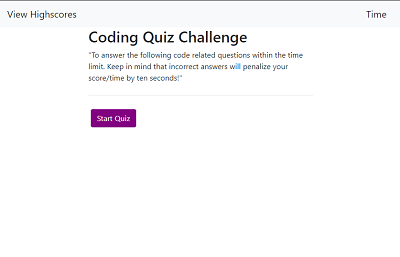 View Highscores
Time
Coding Quiz Challenge
"To answer the following code related questions within the time
limit. Keep in mind that incorrect answers will penalize your
score/time by ten seconds!"
Start Quiz